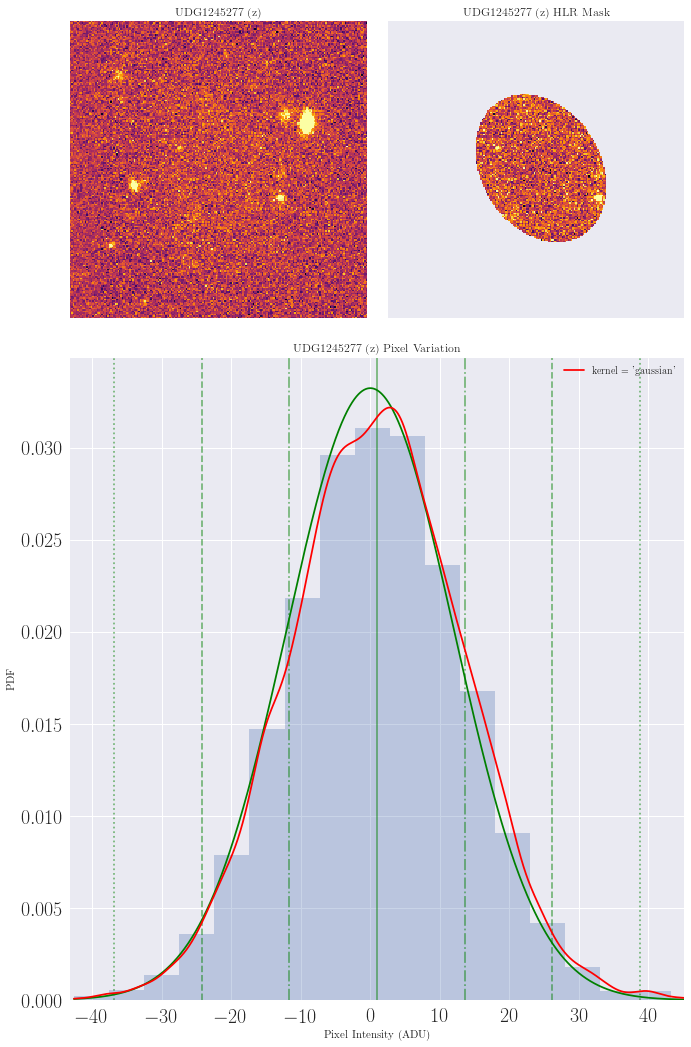 UDG1245277 (z)
UDG1245277 (z) HLR Mask
UDG1245277 (z) Pixel Variation
kernel = 'gaussian'
0.030
0.025
0.020
0.015
0.010
0.005
0.000
PDF
−40 −30 −20 −10 0 10 20 30 40
Pixel Intensity (ADU)